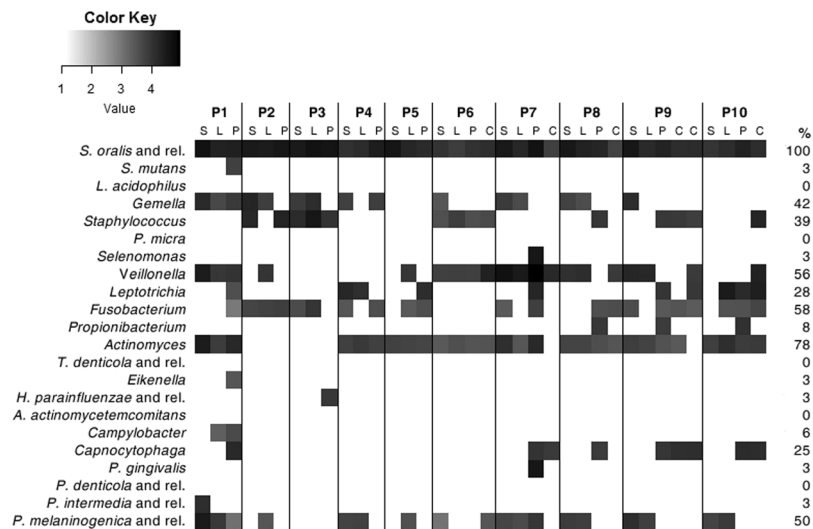 Color Key
1 2 3 4
Value
P1 P2 P3 P4 P5 P6 P7 P8 P9 P10
S L P S L P S L P S L P S L P S L P C S L P C S L P C S L P C C S L P C
%
S. oralis and rel. 100
S. mutans 3
L. acidophilus 0
Gemella 42
Staphylococcus 39
P. micra 0
Selenomonas 3
Veillonella 56
Leptotrichia 28
Fusobacterium 58
Propionibacterium 8
Actinomyces 78
T. denticola and rel. 0
Eikenella 3
H. parainfluenzae and rel. 3
A. actinomycetemcomitans 0
Campylobacter 6
Capnocytophaga 25
P. gingivalis 3
P. denticola and rel. 0
P. intermedia and rel. 3
P. melaninogenica and rel. 50